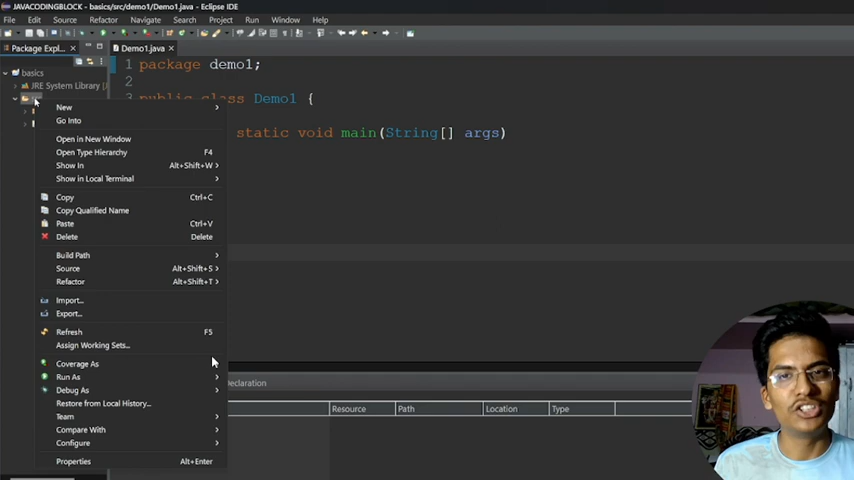 JAVACODINGBLOCK - basics/src/demo1/Demo1.java - Eclipse IDE
File Edit Source Refactor Navigate Search Project Run Window Help
Package Expl...
Demo1.java
basics
JRE System Library [J
1 package demo1;
2
3 public class Demo1 {
static void main(String[] args)
New
Go Into
Open in New Window
Open Type Hierarchy F4
Show In Alt+Shift+W
Show in Local Terminal
Copy Ctrl+C
Copy Qualified Name
Paste Ctrl+V
Delete Delete
Build Path
Source Alt+Shift+S
Refactor Alt+Shift+T
Import...
Export...
Refresh F5
Assign Working Sets...
Coverage As
Run As
Debug As
Restore from Local History...
Team
Compare With
Configure
Properties Alt+Enter
Declaration
Resource Path Location Type